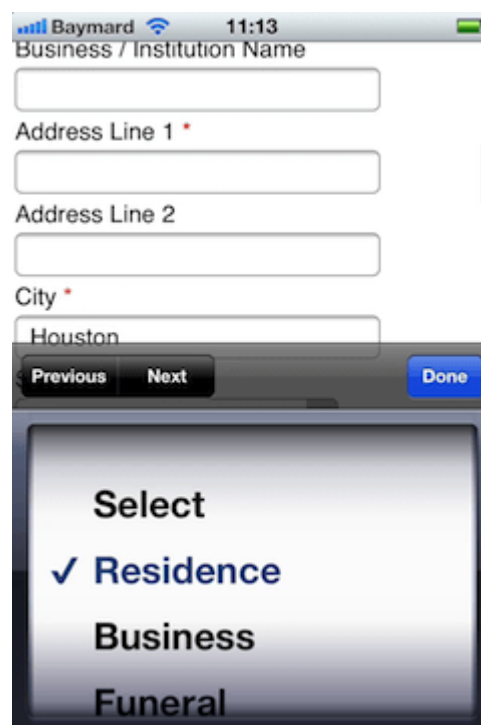 Baymard 11:13
Business / Institution Name
Address Line 1 *
Address Line 2
City *
Houston
Previous Next Done
Select
✓ Residence
Business
Funeral